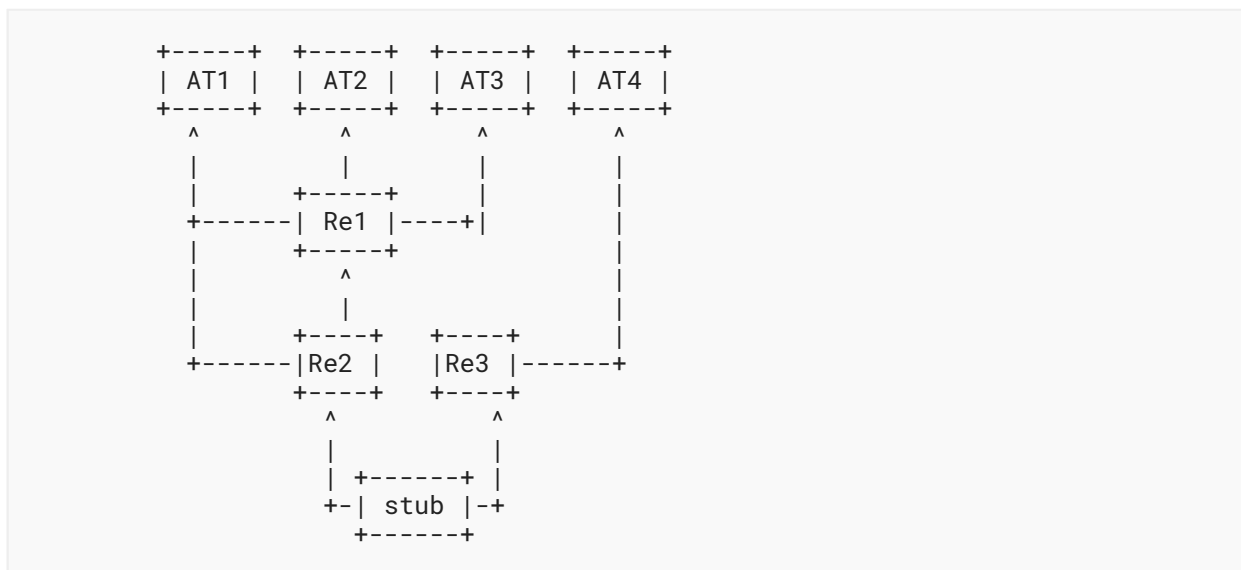 +-----+  +-----+  +-----+  +-----+
| AT1 |  | AT2 |  | AT3 |  | AT4 |
+-----+  +-----+  +-----+  +-----+
  ^          ^         ^         ^
  |          |         |         |
  |       +-----+      |         |
  +------| Re1 |----+|         |
  |       +-----+                |
  |          ^                   |
  |          |                   |
  |       +----+   +----+        |
  +------|Re2 |   |Re3 |------+
          +----+   +----+
            ^           ^
            |           |
            | +------+ |
            +-| stub |-+
              +------+